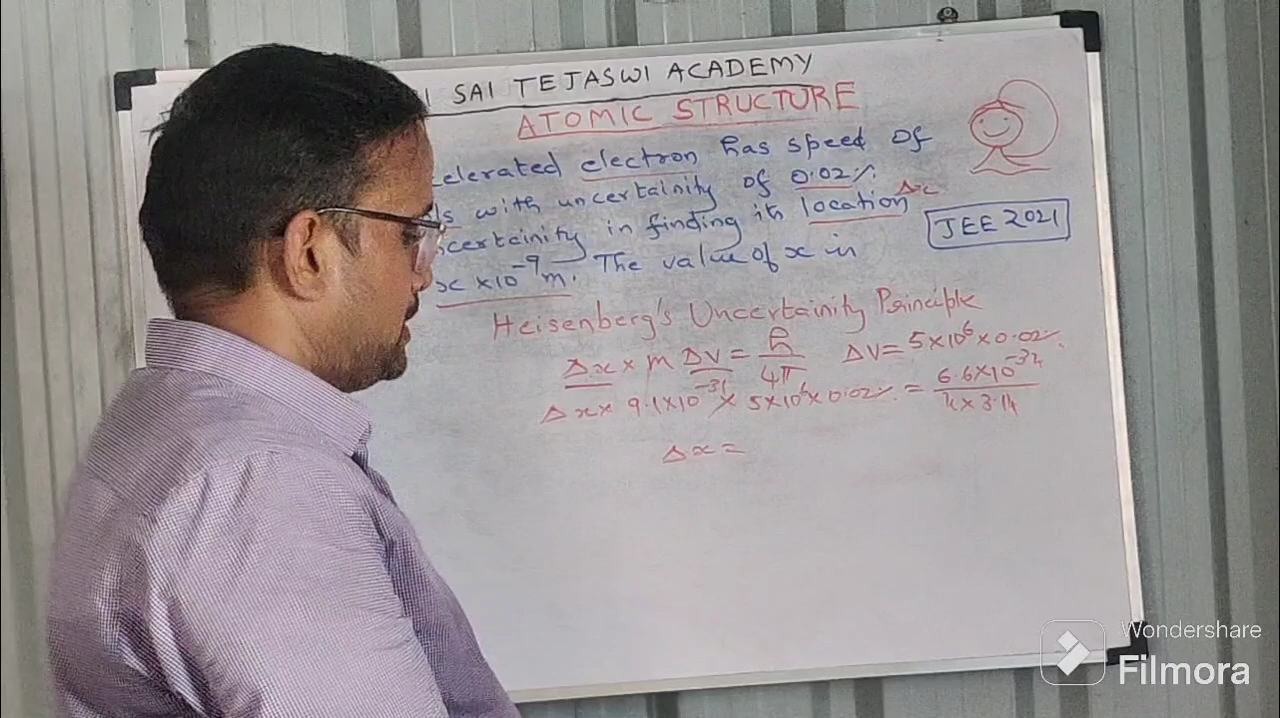 SAI TEJASWI ACADEMY
ATOMIC STRUCTURE
celerated electron has speed of
s with uncertainity of 0.02%
certainity in finding its location Δx
x ×10⁻⁹ m. The value of x in
JEE 2021
Heisenberg's Uncertainity Principle
Δx × m Δv = h/4π Δv = 5×10⁶ × 0.02%
Δx × 9.1×10⁻³¹ × 5×10⁶ × 0.02% = 6.6×10⁻³⁴/4×3.14
Δx =
Wondershare
Filmora